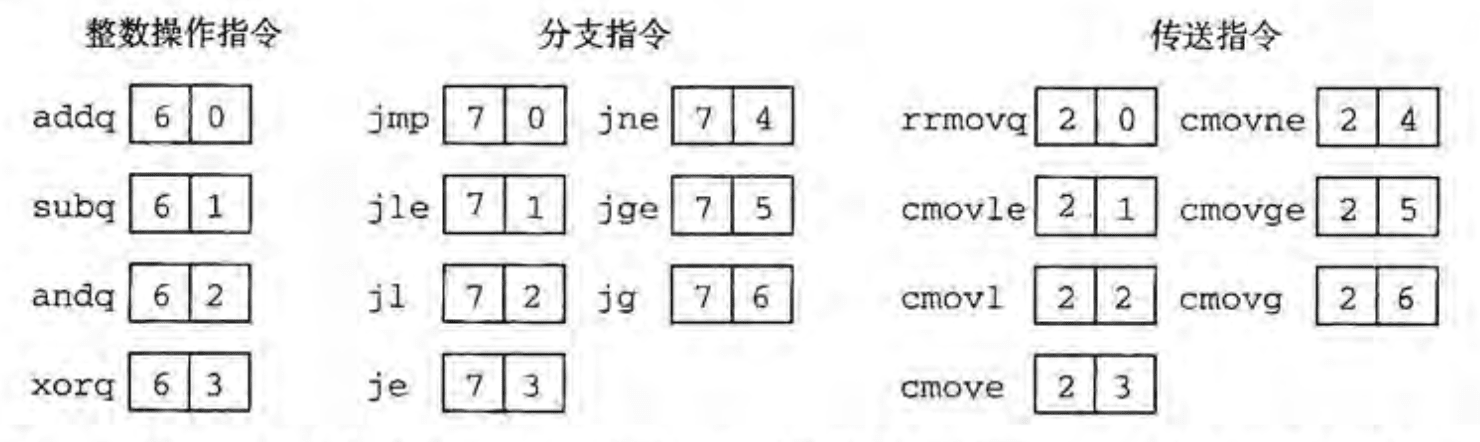 整数操作指令 分支指令 传送指令
addq 6 0 jmp 7 0 jne 7 4 rrmovq 2 0 cmovne 2 4
subq 6 1 jle 7 1 jge 7 5 cmovle 2 1 cmovge 2 5
andq 6 2 jl 7 2 jg 7 6 cmovl 2 2 cmovg 2 6
xorq 6 3 je 7 3 cmove 2 3